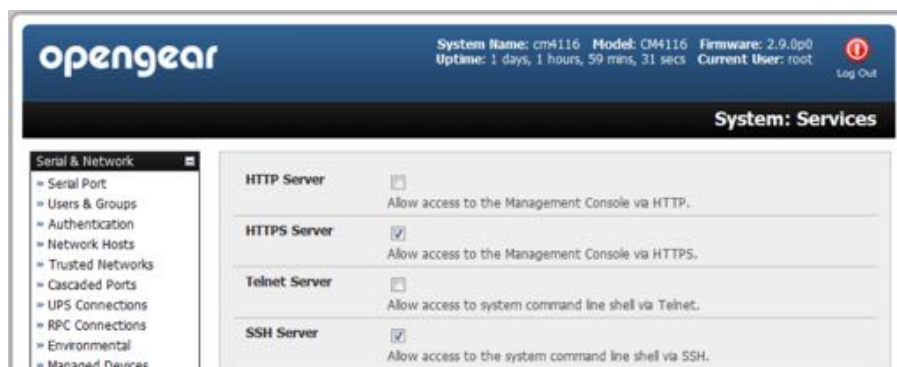 opengear
System Name: cm4116 Model: CM4116 Firmware: 2.9.0p0
Uptime: 1 days, 1 hours, 59 mins, 31 secs Current User: root
Log Out
System: Services
Serial & Network
» Serial Port
» Users & Groups
» Authentication
» Network Hosts
» Trusted Networks
» Cascaded Ports
» UPS Connections
» RPC Connections
» Environmental
» Managed Devices
HTTP Server
Allow access to the Management Console via HTTP.
HTTPS Server
Allow access to the Management Console via HTTPS.
Telnet Server
Allow access to system command line shell via Telnet.
SSH Server
Allow access to the system command line shell via SSH.